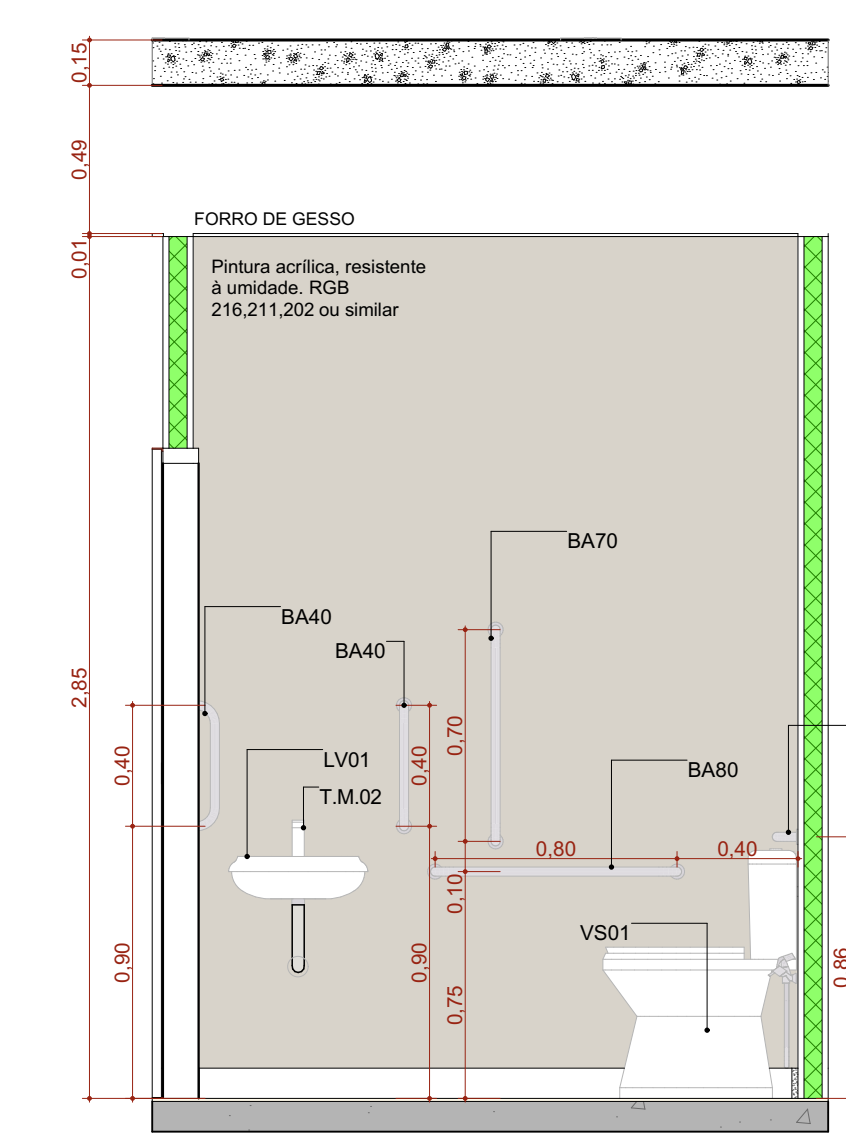 0,15
0,49
FORRO DE GESSO
0,01
Pintura acrílica, resistente
à umidade. RGB
216,211,202 ou similar
BA70
BA40
BA40
2,85
0,70
0,40
0,40
LV01
BA80
T.M.02
0,80
0,40
0,10
VS01
0,90
0,90
0,86
0,75